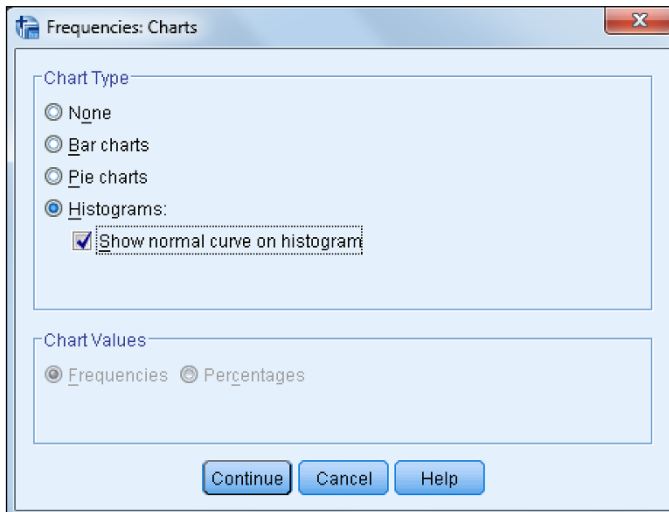 Frequencies: Charts
Chart Type
None
Bar charts
Pie charts
Histograms:
Show normal curve on histogram
Chart Values
Frequencies Percentages
Continue Cancel Help